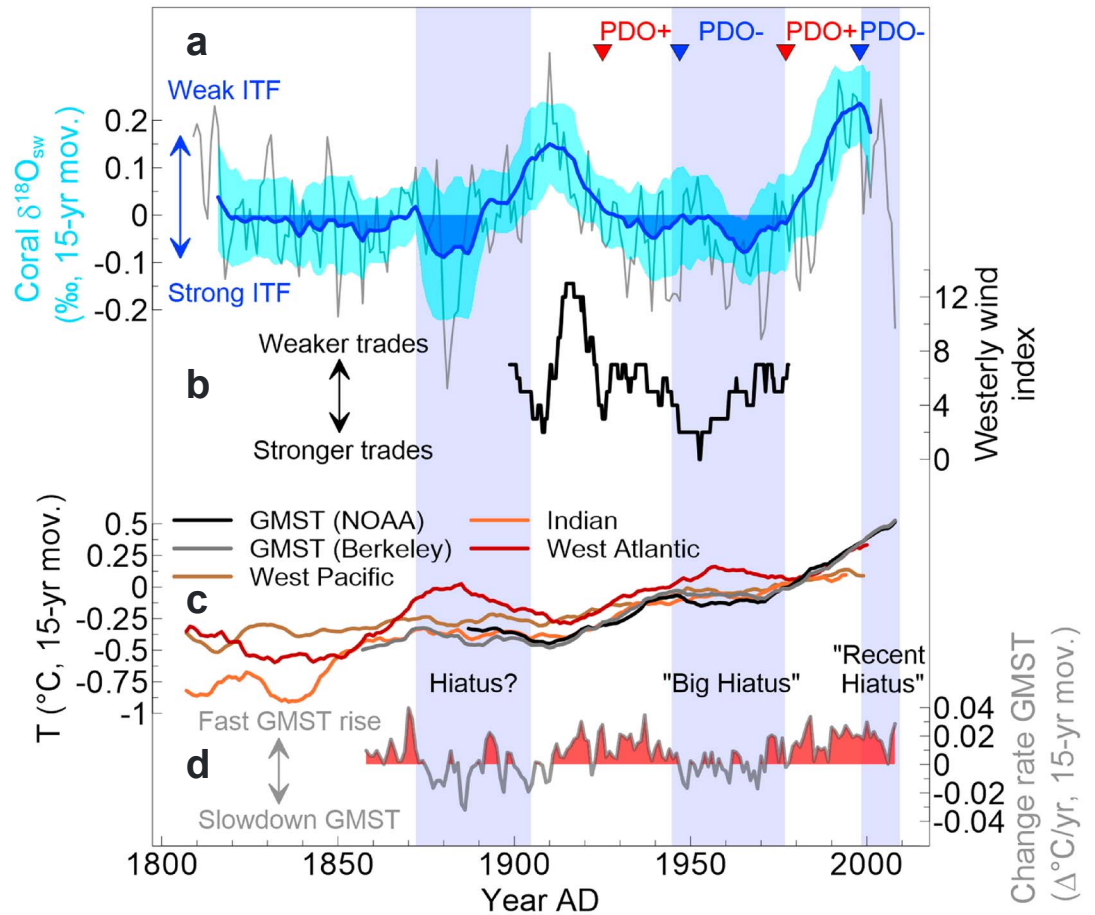 a
PDO+ PDO- PDO+ PDO-
Weak ITF
Strong ITF
Coral δ¹⁸Osw
(‰, 15-yr mov.)
0.2
0.1
0
-0.1
-0.2
b
Weaker trades
Stronger trades
12
8
4
0
Westerly wind
index
GMST (NOAA)
GMST (Berkeley)
West Pacific
Indian
West Atlantic
c
T (°C, 15-yr mov.)
0.5
0.25
0
-0.25
-0.5
-0.75
-1
Hiatus?
"Big Hiatus"
"Recent
Hiatus"
d
Fast GMST rise
Slowdown GMST
0.04
0.02
0
-0.02
-0.04
Change rate GMST
(Δ°C/yr, 15-yr mov.)
1800 1850 1900 1950 2000
Year AD